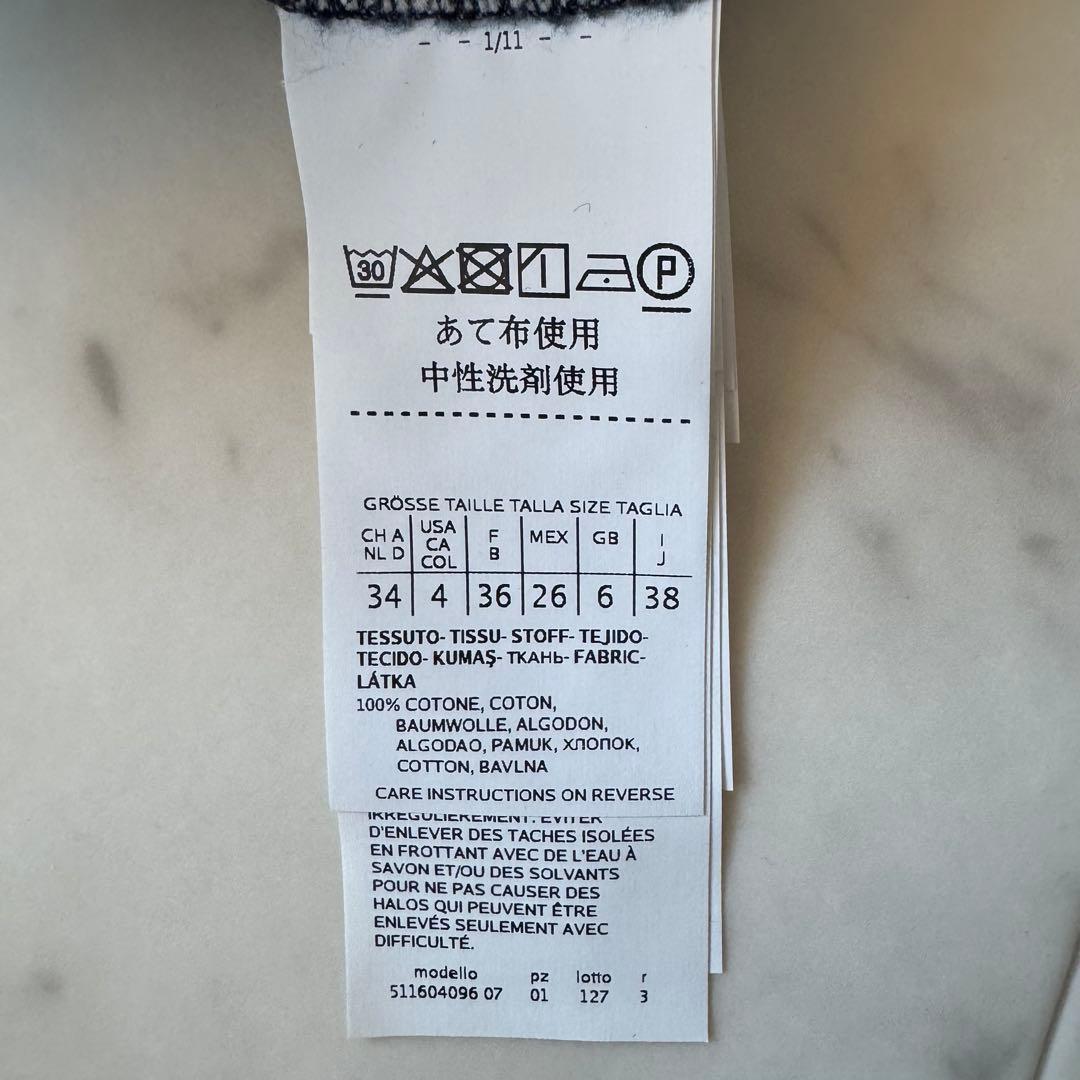 - - 1/11 - -
30 P
あて布使用
中性洗剤使用
GRÖSSE TAILLE TALLA SIZE TAGLIA
CH A NL D USA CA COL F B MEX GB I J
34 4 36 26 6 38
TESSUTO- TISSU- STOFF- TEJIDO-
TECIDO- KUMAŞ- ТКАНЬ- FABRIC-
LÁTKA
100% COTONE, COTON,
BAUMWOLLE, ALGODON,
ALGODAO, PAMUK, ХЛОПОК,
COTTON, BAVLNA
CARE INSTRUCTIONS ON REVERSE
IRRÉGULIÈREMENT. ÉVITER
D'ENLEVER DES TACHES ISOLÉES
EN FROTTANT AVEC DE L'EAU À
SAVON ET/OU DES SOLVANTS
POUR NE PAS CAUSER DES
HALOS QUI PEUVENT ÊTRE
ENLEVÉS SEULEMENT AVEC
DIFFICULTÉ.
modello pz lotto r
511604096 07 01 127 3